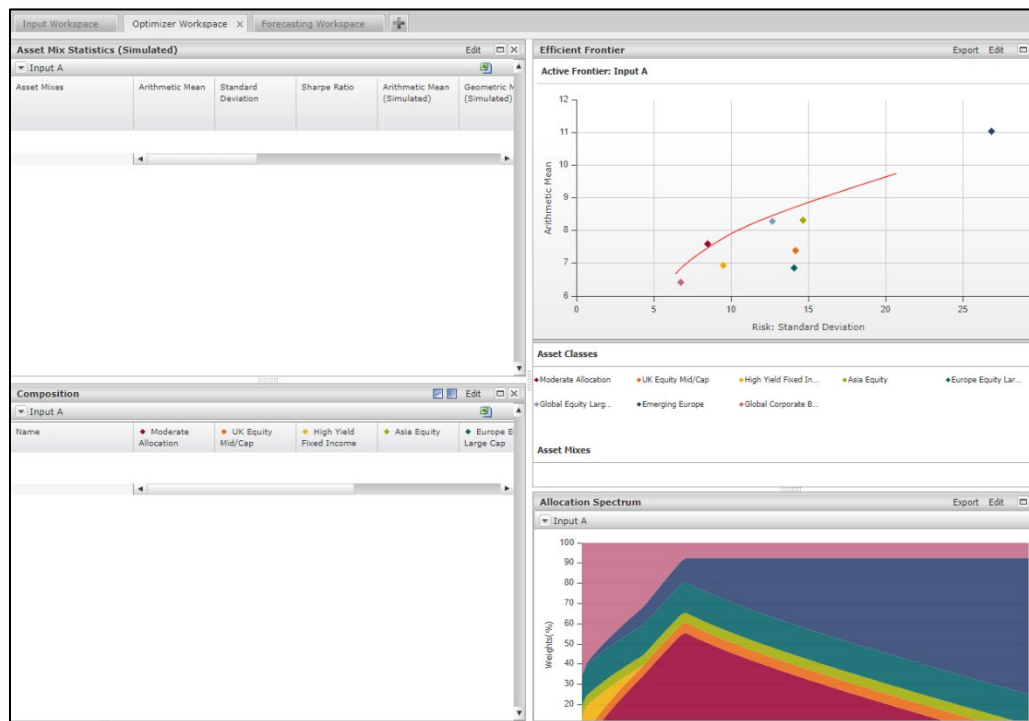 Input Workspace
Optimizer Workspace ×
Forecasting Workspace
Asset Mix Statistics (Simulated) Edit
Input A
Asset Mixes Arithmetic Mean Standard Deviation Sharpe Ratio Arithmetic Mean (Simulated) Geometric M (Simulated)
Composition Edit
Input A
Name Moderate Allocation UK Equity Mid/Cap High Yield Fixed Income Asia Equity Europe E Large Cap
Efficient Frontier Export Edit
Active Frontier: Input A
Arithmetic Mean
12
11
10
9
8
7
6
0 5 10 15 20 25
Risk: Standard Deviation
Asset Classes
Moderate Allocation UK Equity Mid/Cap High Yield Fixed In... Asia Equity Europe Equity Lar...
Global Equity Larg... Emerging Europe Global Corporate B...
Asset Mixes
Allocation Spectrum Export Edit
Input A
Weights(%)
100
90
80
70
60
50
40
30
20